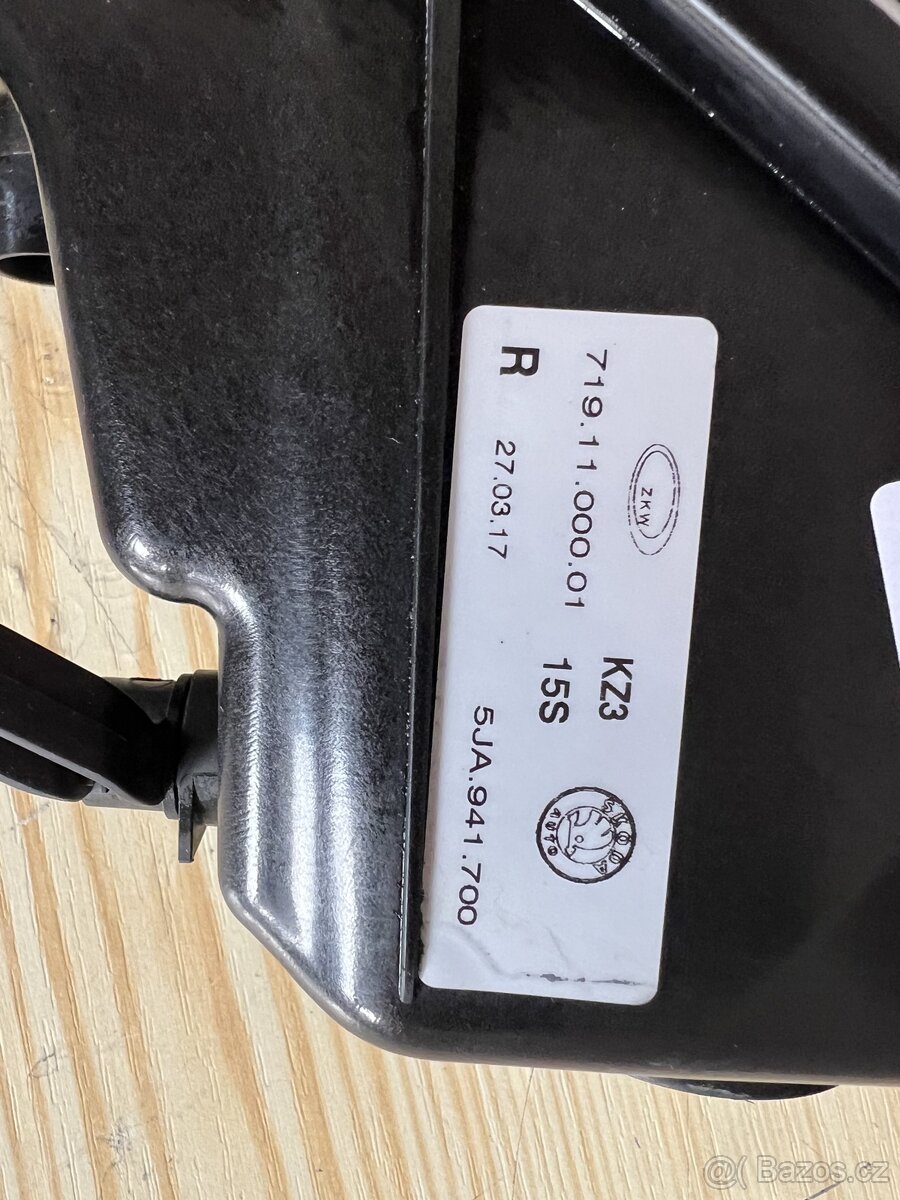 ZKW
719.11.000.01
R
27.03.17
KZ3
15S
ŠKODA
AUTO
5JA.941.700
@( Bazos.cz